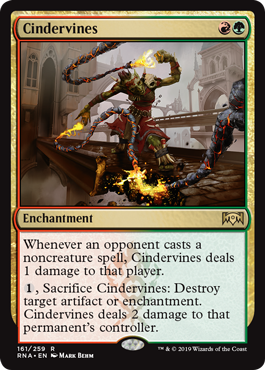 Cindervines
Enchantment
Whenever an opponent casts a
noncreature spell, Cindervines deals
1 damage to that player.
1 , Sacrifice Cindervines: Destroy
target artifact or enchantment.
Cindervines deals 2 damage to that
permanent's controller.
161/259 R
RNA • EN Mark Behm
™ & © 2019 Wizards of the Coast